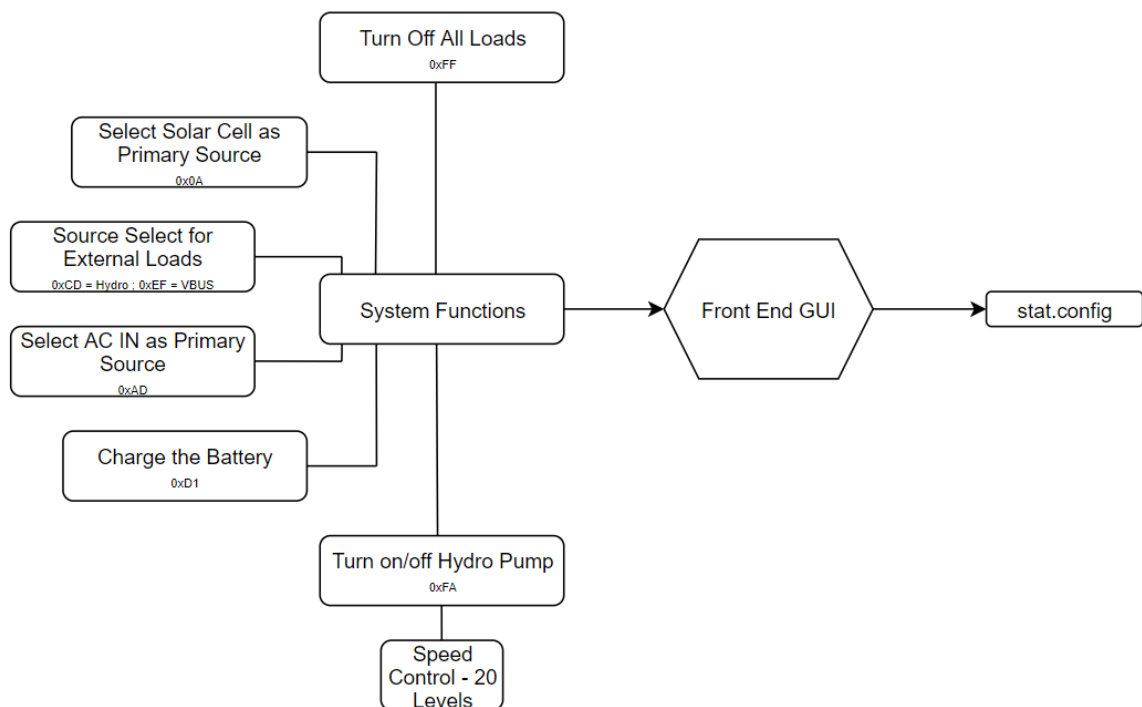 Turn Off All Loads
0xFF
Select Solar Cell as
Primary Source
0x0A
Source Select for
External Loads
0xCD = Hydro ; 0xEF = VBUS
System Functions
Front End GUI
stat.config
Select AC IN as Primary
Source
0xAD
Charge the Battery
0xD1
Turn on/off Hydro Pump
0xFA
Speed
Control - 20
Levels